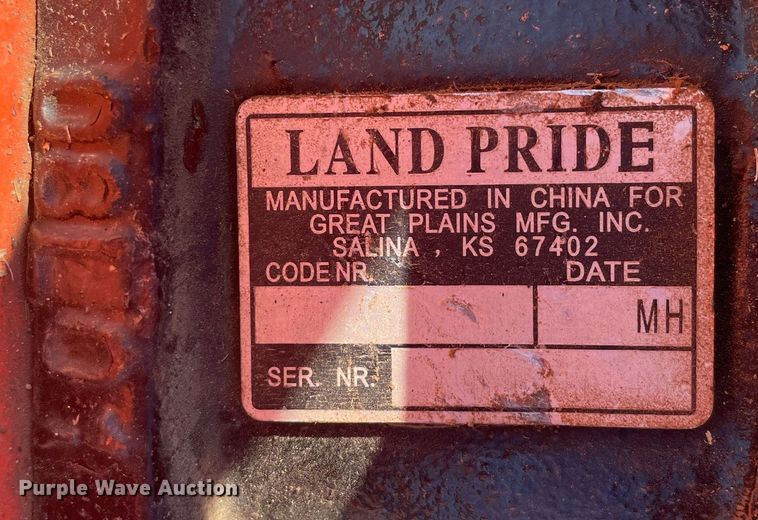 LAND PRIDE
MANUFACTURED IN CHINA FOR
GREAT PLAINS MFG. INC.
SALINA , KS 67402
CODE NR. DATE
MH
SER. NR.
Purple Wave Auction